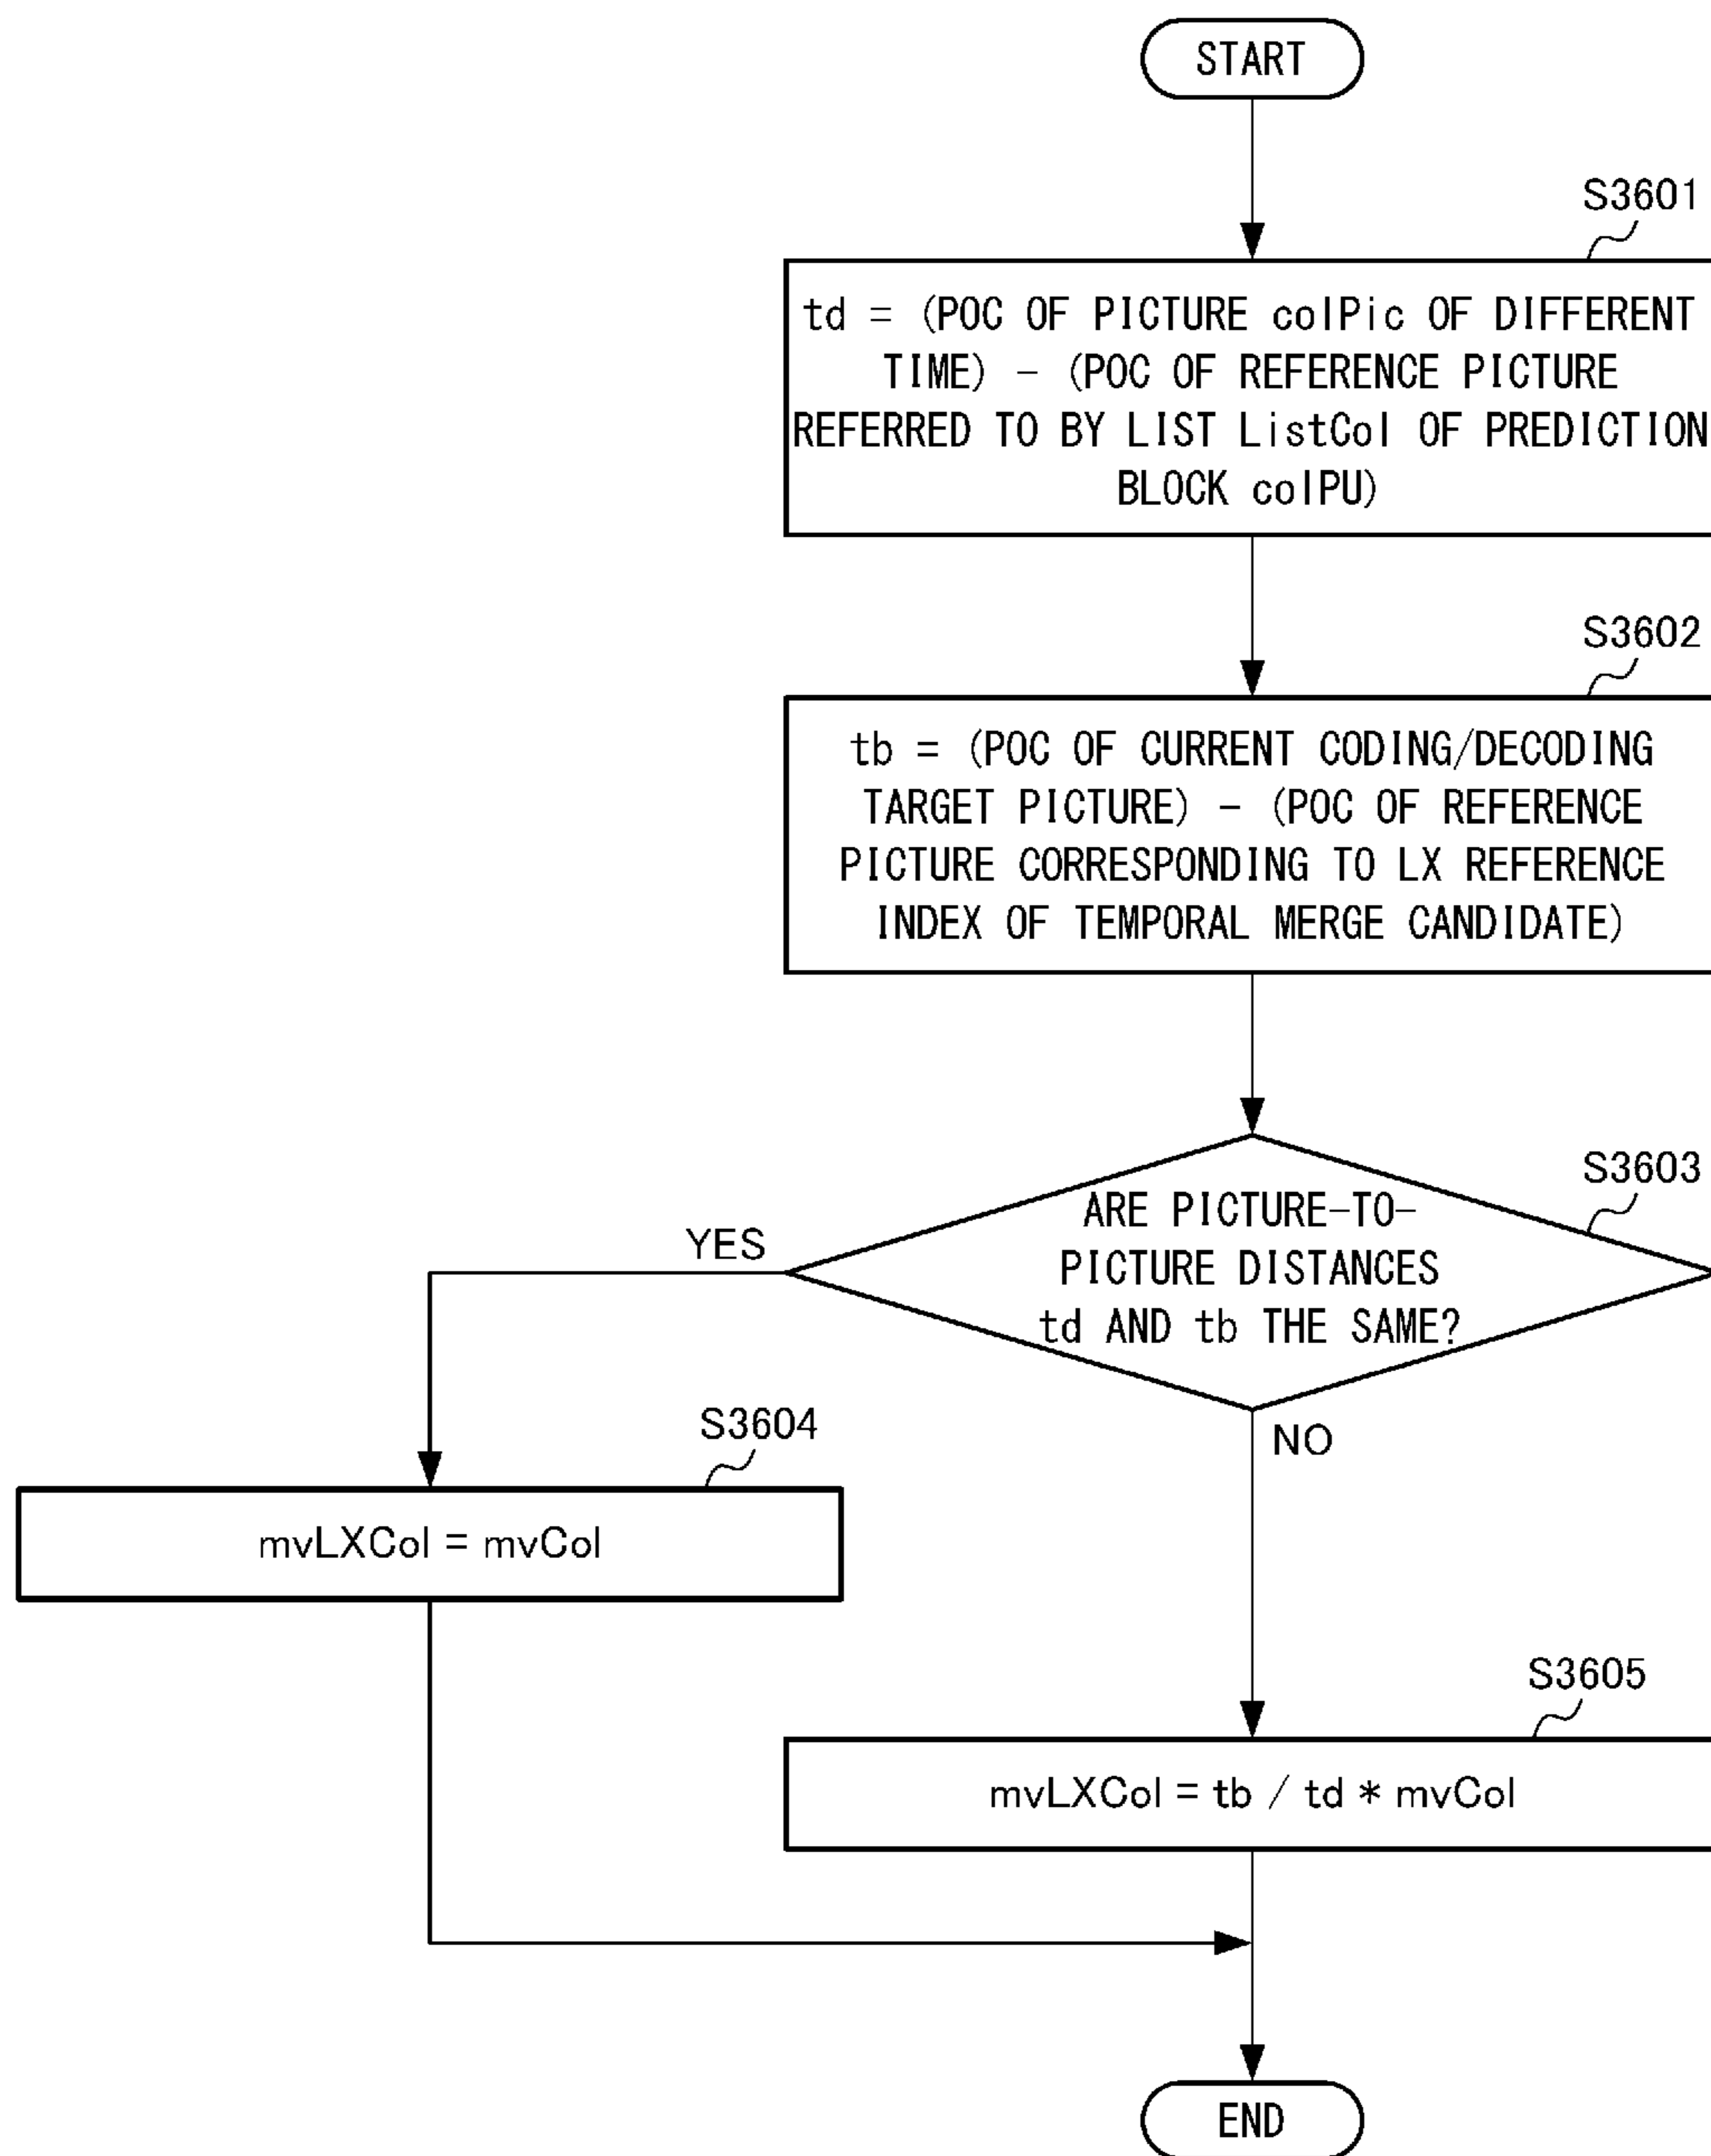 START
S3601
td = (POC OF PICTURE colPic OF DIFFERENT
TIME) - (POC OF REFERENCE PICTURE
REFERRED TO BY LIST ListCol OF PREDICTION
BLOCK colPU)
S3602
tb = (POC OF CURRENT CODING/DECODING
TARGET PICTURE) - (POC OF REFERENCE
PICTURE CORRESPONDING TO LX REFERENCE
INDEX OF TEMPORAL MERGE CANDIDATE)
S3603
ARE PICTURE-TO-
PICTURE DISTANCES
td AND tb THE SAME?
YES
NO
S3604
mvLXCol = mvCol
S3605
mvLXCol = tb / td * mvCol
END